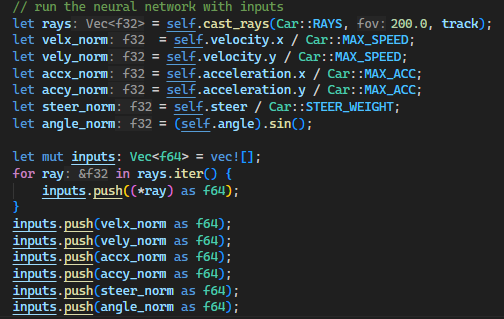 // run the neural network with inputs
let rays: Vec<f32> = self.cast_rays(Car::RAYS, fov: 200.0, track);
let velx_norm: f32  = self.velocity.x / Car::MAX_SPEED;
let vely_norm: f32 = self.velocity.y / Car::MAX_SPEED;
let accx_norm: f32 = self.acceleration.x / Car::MAX_ACC;
let accy_norm: f32 = self.acceleration.y / Car::MAX_ACC;
let steer_norm: f32 = self.steer / Car::STEER_WEIGHT;
let angle_norm: f32 = (self.angle).sin();
let mut inputs: Vec<f64> = vec![];
for ray: &f32 in rays.iter() {
    inputs.push((*ray) as f64);
}
inputs.push(velx_norm as f64);
inputs.push(vely_norm as f64);
inputs.push(accx_norm as f64);
inputs.push(accy_norm as f64);
inputs.push(steer_norm as f64);
inputs.push(angle_norm as f64);